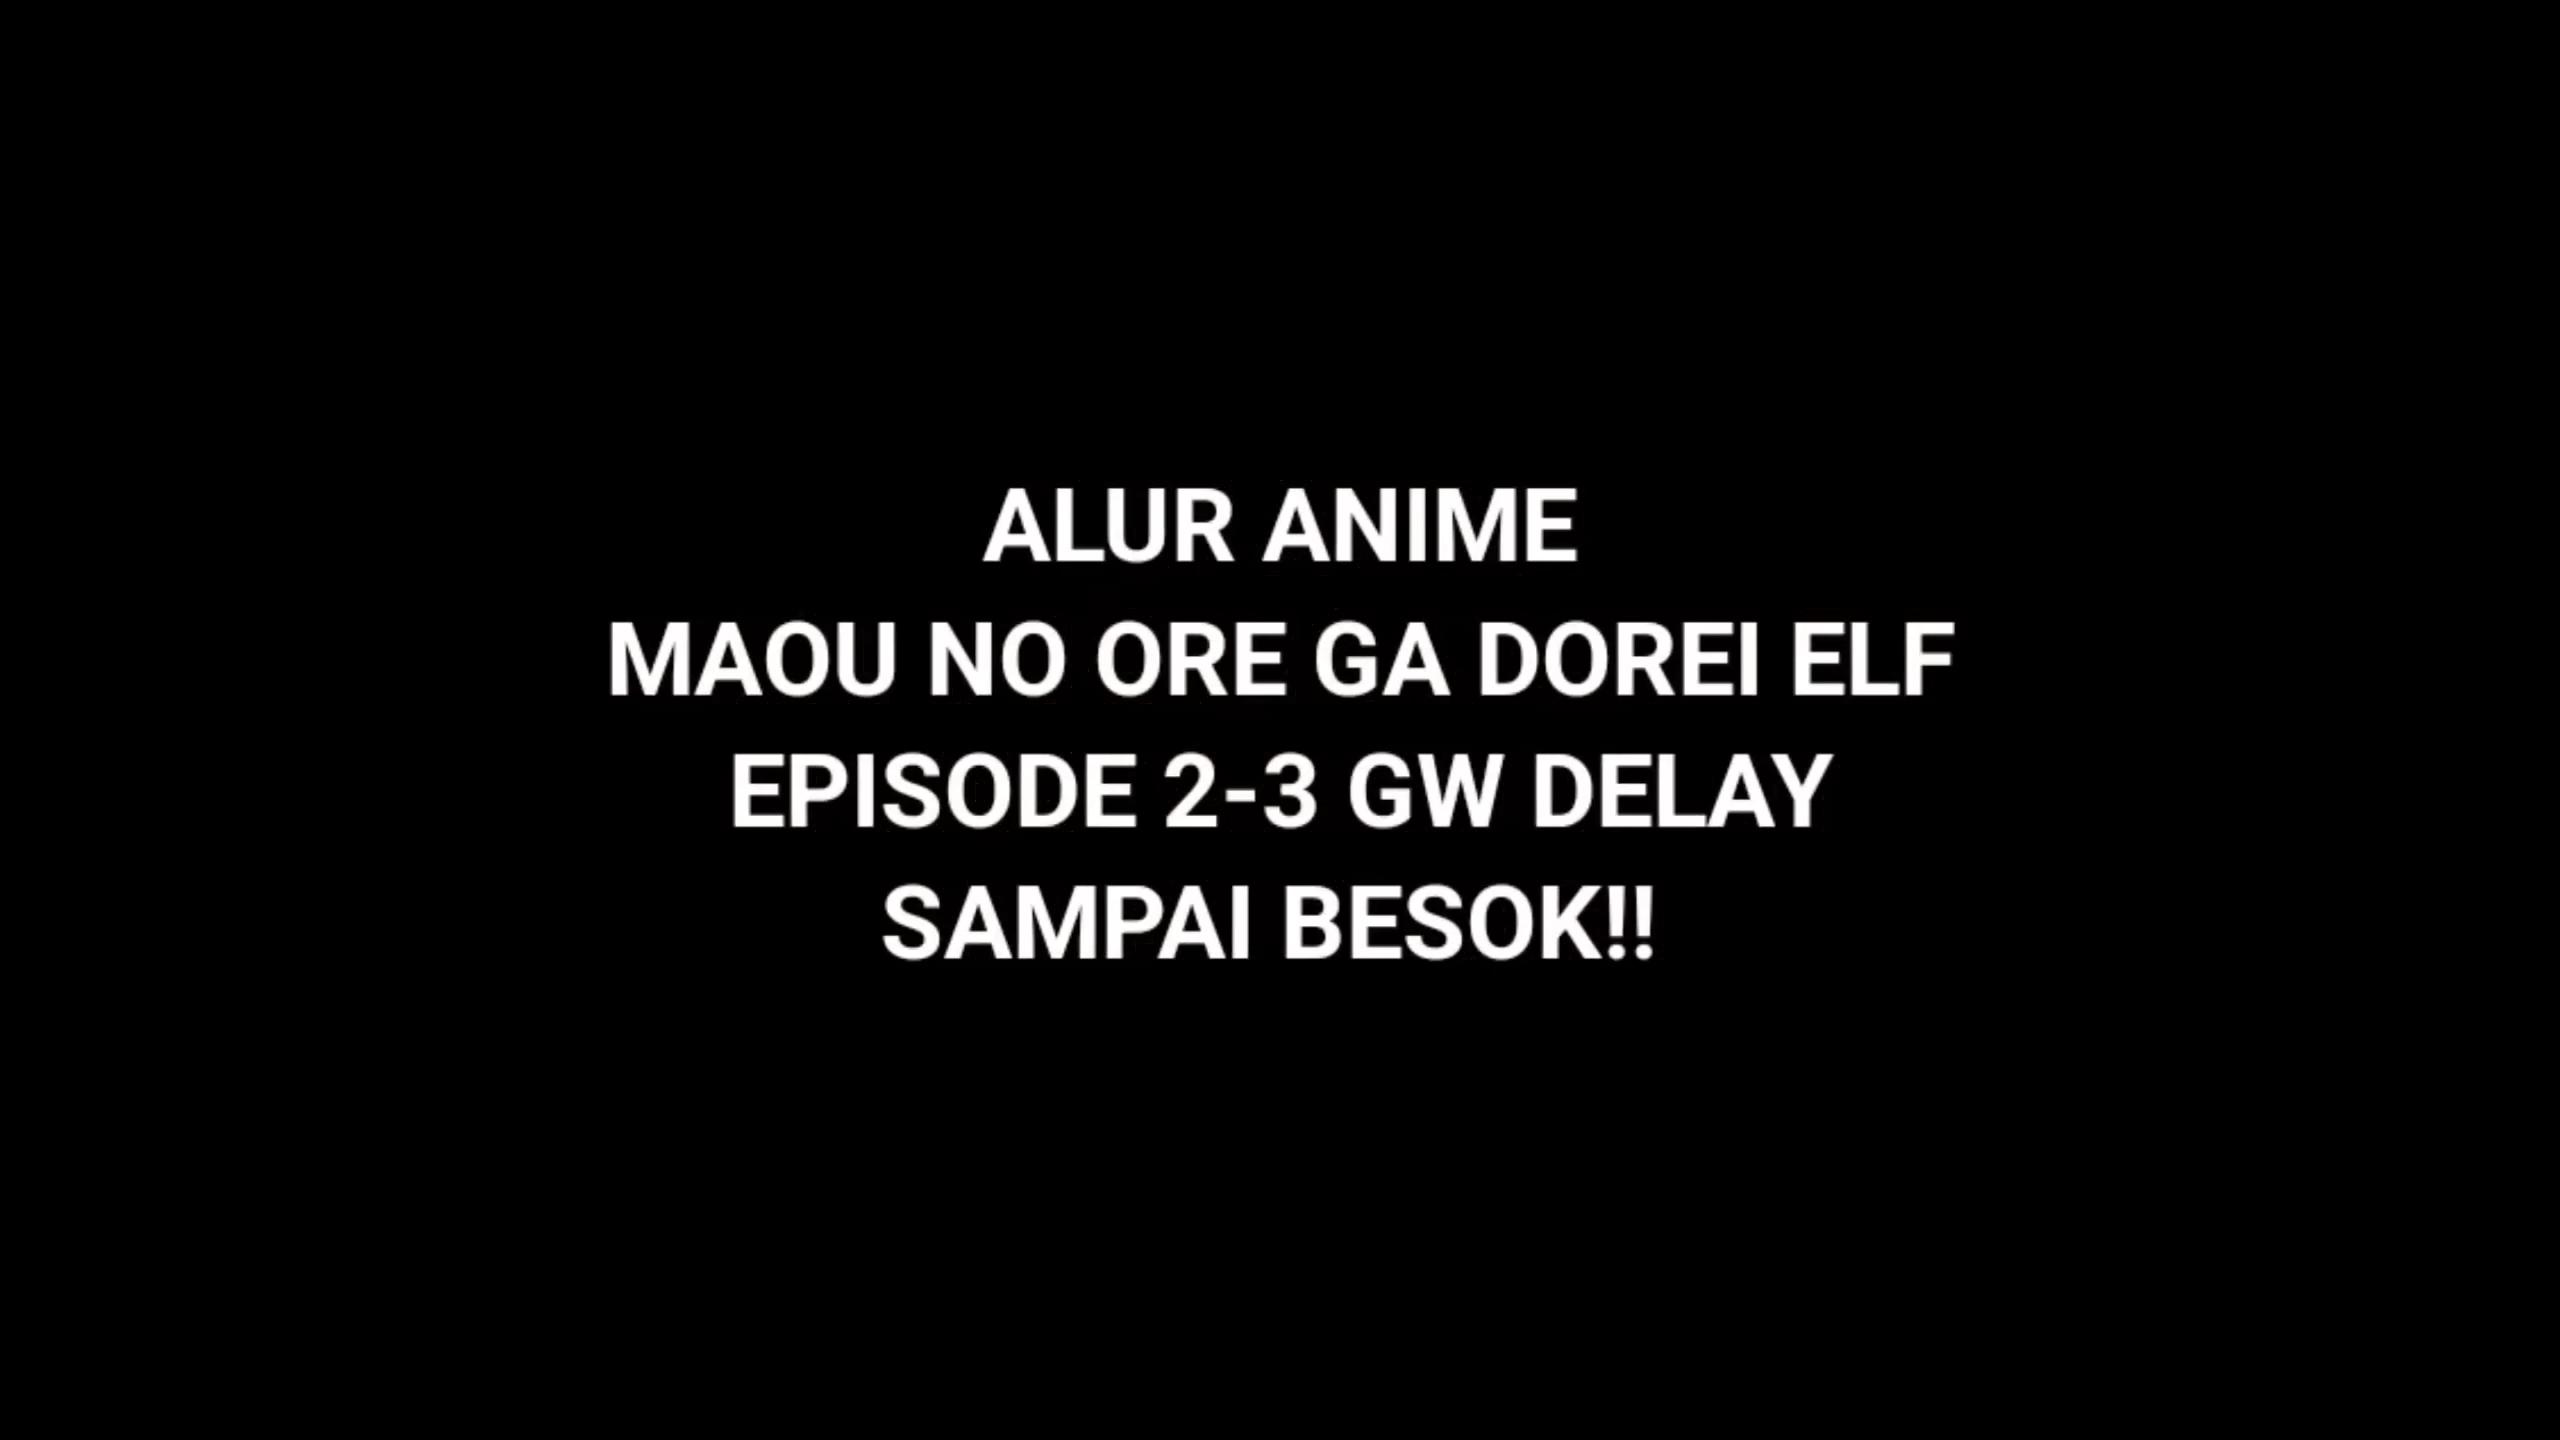 ALUR ANIME
MAOU NO ORE GA DOREI ELF
EPISODE 2-3 GW DELAY
SAMPAI BESOK!!